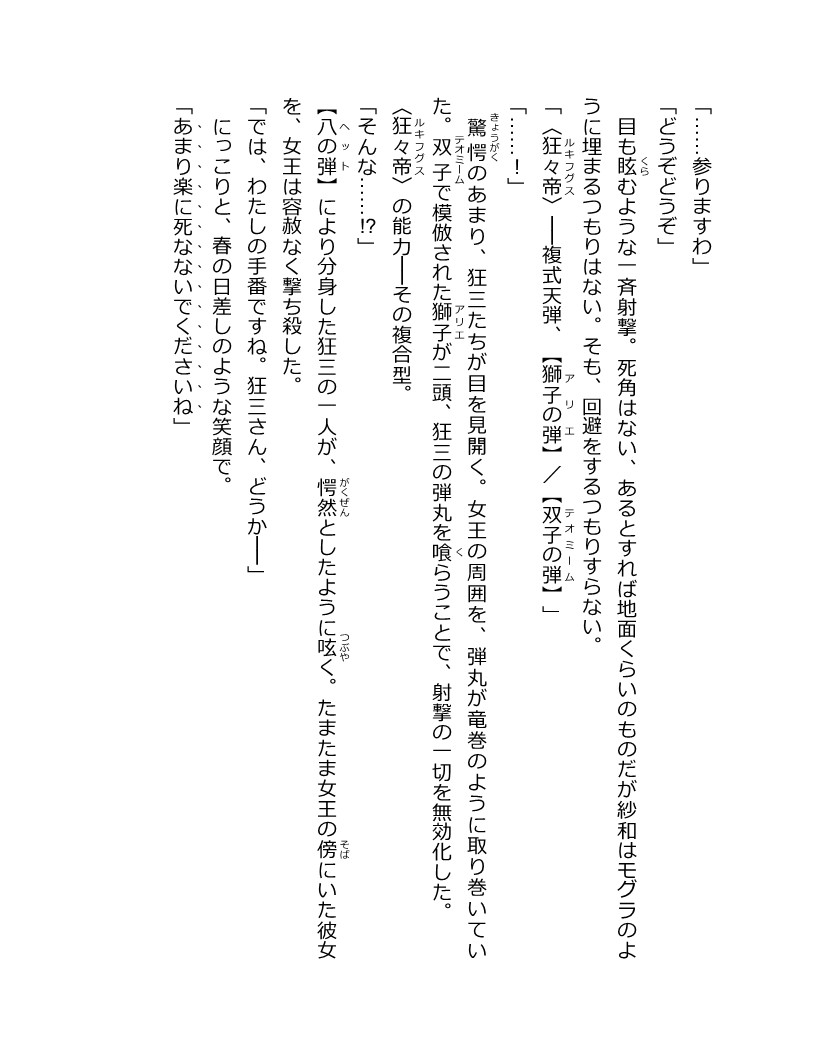 「……参りますわ」
「どうぞどうぞ」
　目も眩むような一斉射撃。死角はない、あるとすれば地面くらいのものだが紗和はモグラのよ
うに埋まるつもりはない。そも、回避をするつもりすらない。
「〈狂々帝〉――複式天弾、【獅子の弾】／【双子の弾】」
「……！」
　驚愕のあまり、狂三たちが目を見開く。女王の周囲を、弾丸が竜巻のように取り巻いてい
た。双子で模倣された獅子が二頭、狂三の弾丸を喰らうことで、射撃の一切を無効化した。
〈狂々帝〉の能力――その複合型。
「そんな……!?」
【八の弾】により分身した狂三の一人が、愕然としたように呟く。たまたま女王の傍にいた彼女
を、女王は容赦なく撃ち殺した。
「では、わたしの手番ですね。狂三さん、どうか――」
　にっこりと、春の日差しのような笑顔で。
「あまり楽に死なないでくださいね」